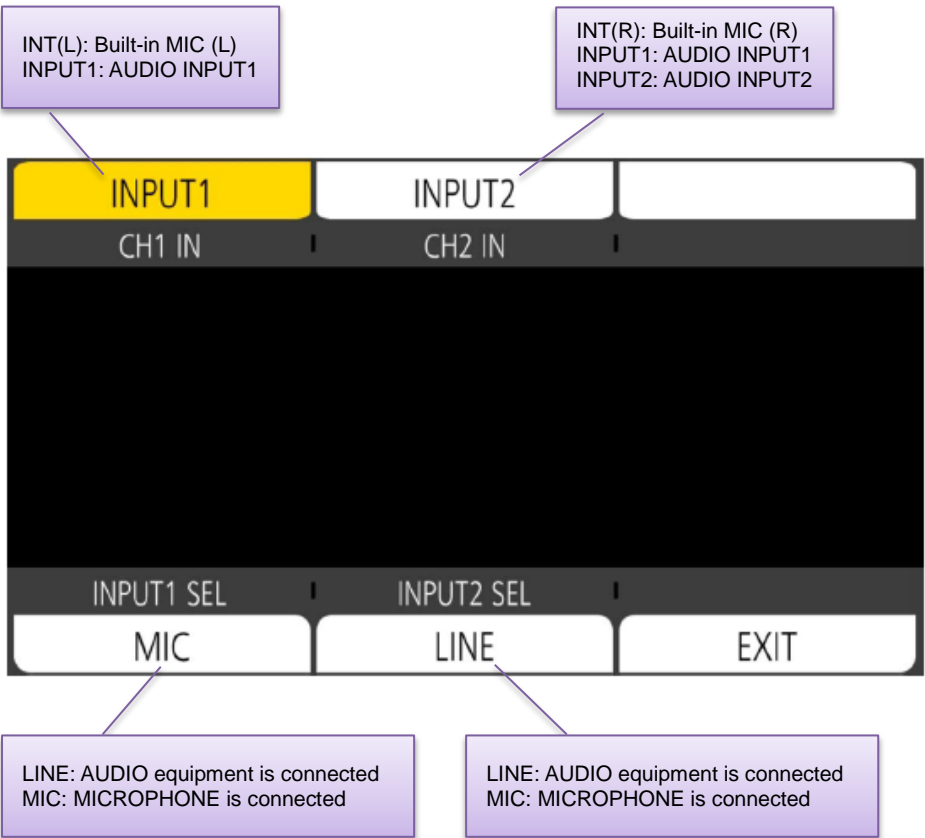 INT(L): Built-in MIC (L)
INPUT1: AUDIO INPUT1
INT(R): Built-in MIC (R)
INPUT1: AUDIO INPUT1
INPUT2: AUDIO INPUT2
INPUT1
INPUT2
CH1 IN
CH2 IN
INPUT1 SEL
INPUT2 SEL
MIC
LINE
EXIT
LINE: AUDIO equipment is connected
MIC: MICROPHONE is connected
LINE: AUDIO equipment is connected
MIC: MICROPHONE is connected